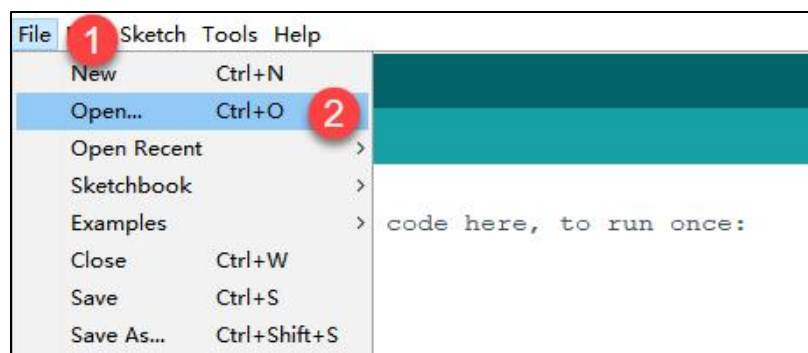 File Sketch Tools Help
1
New Ctrl+N
Open... Ctrl+O
2
Open Recent >
Sketchbook >
Examples >
code here, to run once:
Close Ctrl+W
Save Ctrl+S
Save As... Ctrl+Shift+S